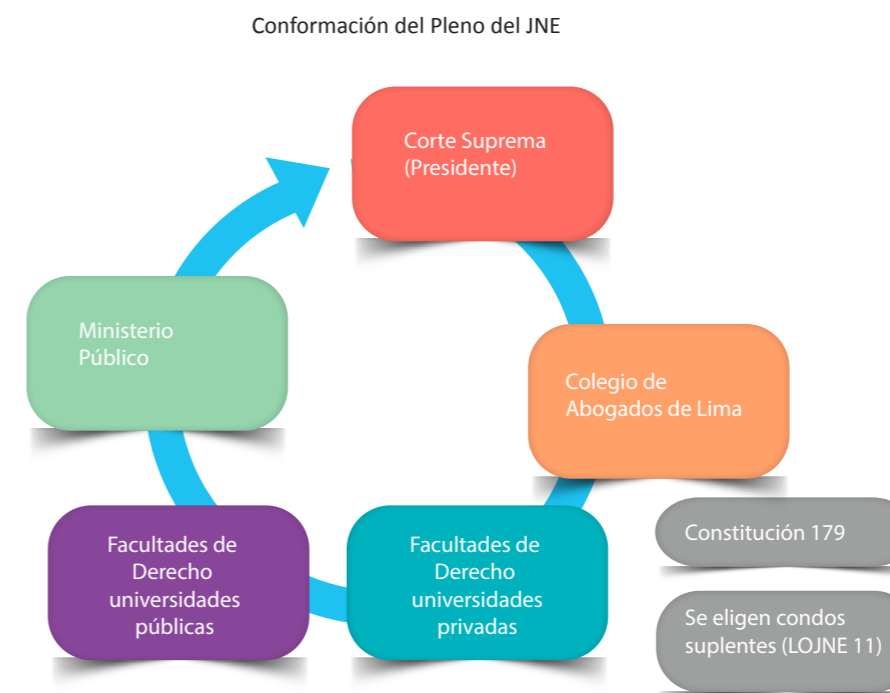 Conformación del Pleno del JNE
Corte Suprema
(Presidente)
Colegio de
Abogados de Lima
Facultades de
Derecho
universidades
privadas
Facultades de
Derecho
universidades
públicas
Ministerio
Público
Constitución 179
Se eligen condos
suplentes (LOJNE 11)